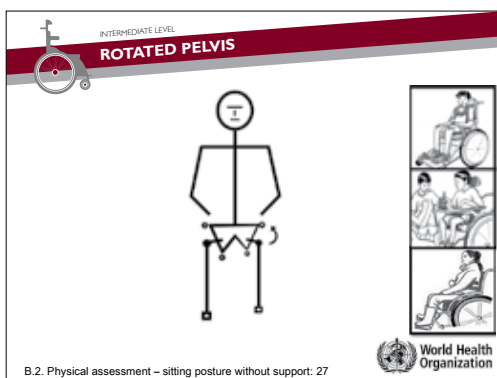 INTERMEDIATE LEVEL
ROTATED PELVIS
World Health
Organization
B.2. Physical assessment – sitting posture without support: 27